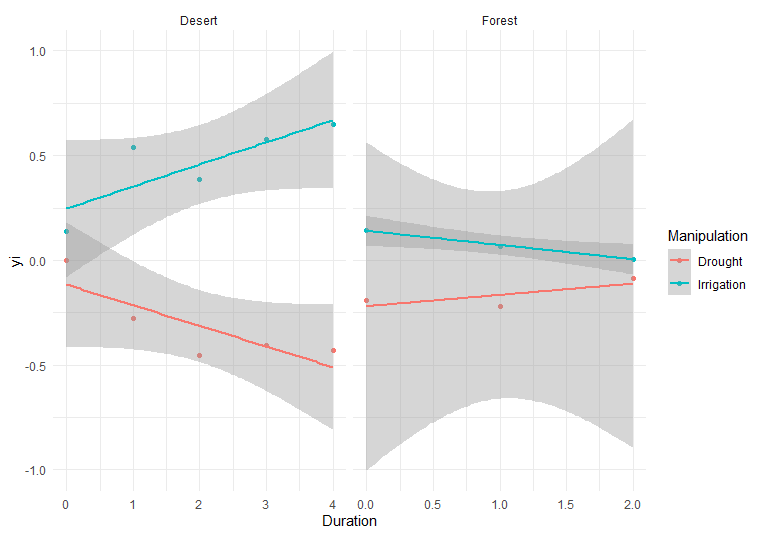 Desert
Forest
1.0
0.5
0.0
-0.5
-1.0
yi
0 1 2 3 4
0.0 0.5 1.0 1.5 2.0
Duration
Manipulation
Drought
Irrigation